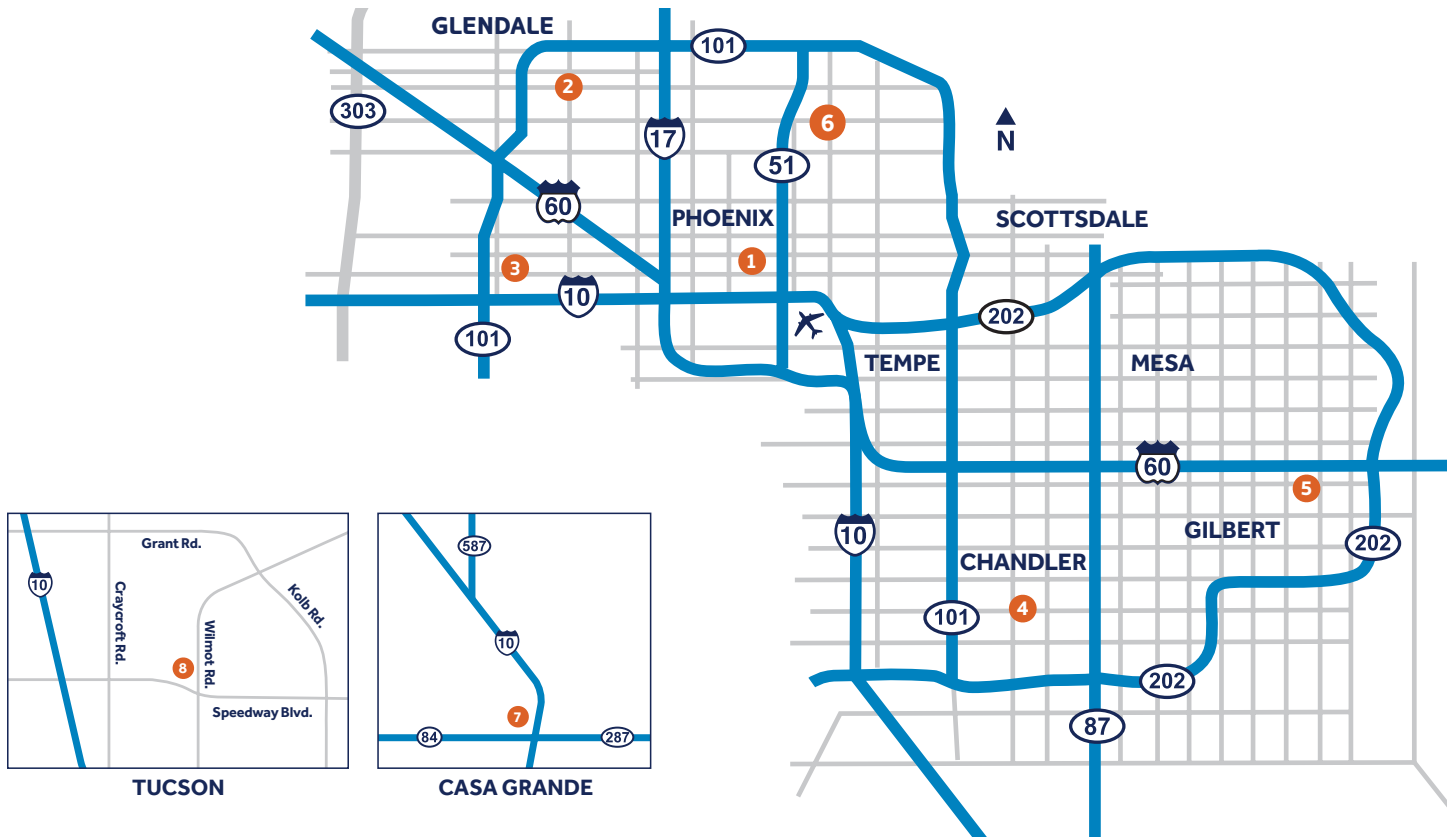 GLENDALE
101
2
303
6
17
N
51
60
PHOENIX
SCOTTSDALE
1
3
10
202
101
TEMPE
MESA
60
5
GILBERT
10
202
CHANDLER
4
101
202
87
Grant Rd.
10
Craycroft Rd.
Kolb Rd.
Wilmot Rd.
8
Speedway Blvd.
TUCSON
587
10
7
84
287
CASA GRANDE